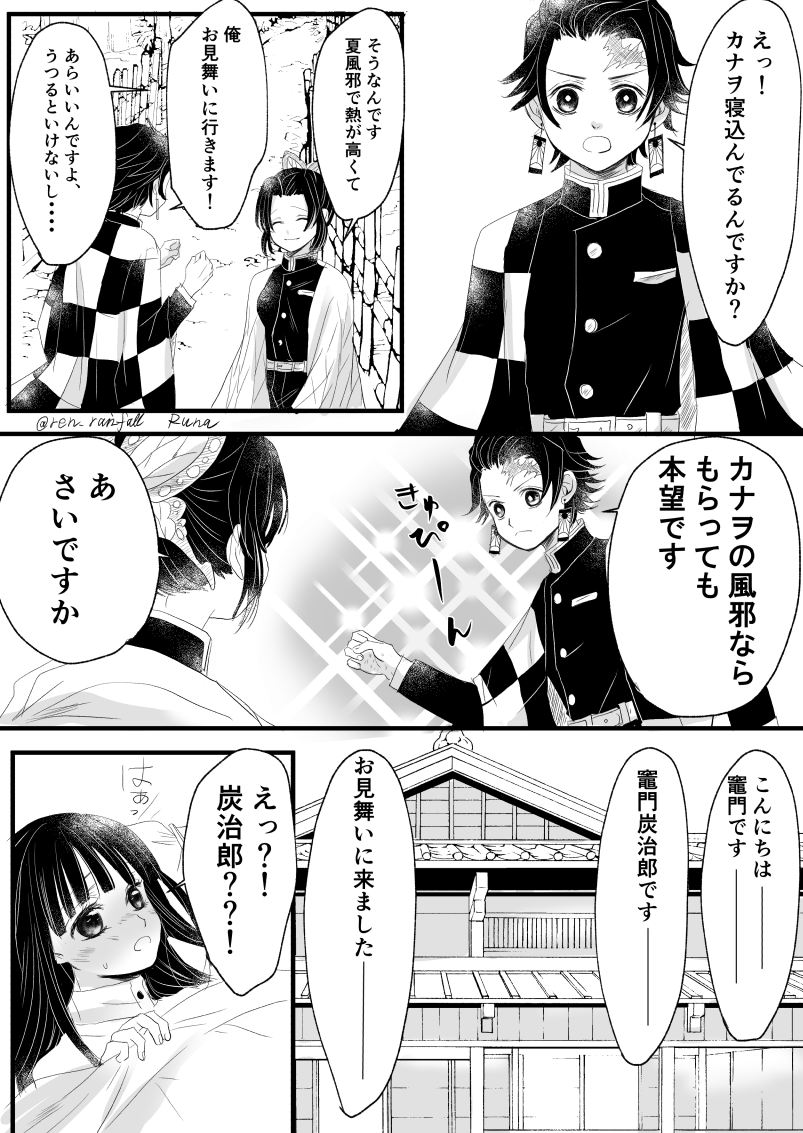 えっ！
カナヲ寝込んでるんですか？
そうなんです
夏風邪で熱が高くて
俺
お見舞いに行きます！
あらいいんですよ、
うつるといけないし・・・・
@ren_rainfall Runa
カナヲの風邪なら
もらっても
本望です
きゅぴーん
あ
さいですか
こんにちは――
竈門です――
竈門炭治郎です――
お見舞いに来ました――
えっ？！
炭治郎？？！
はぁっ